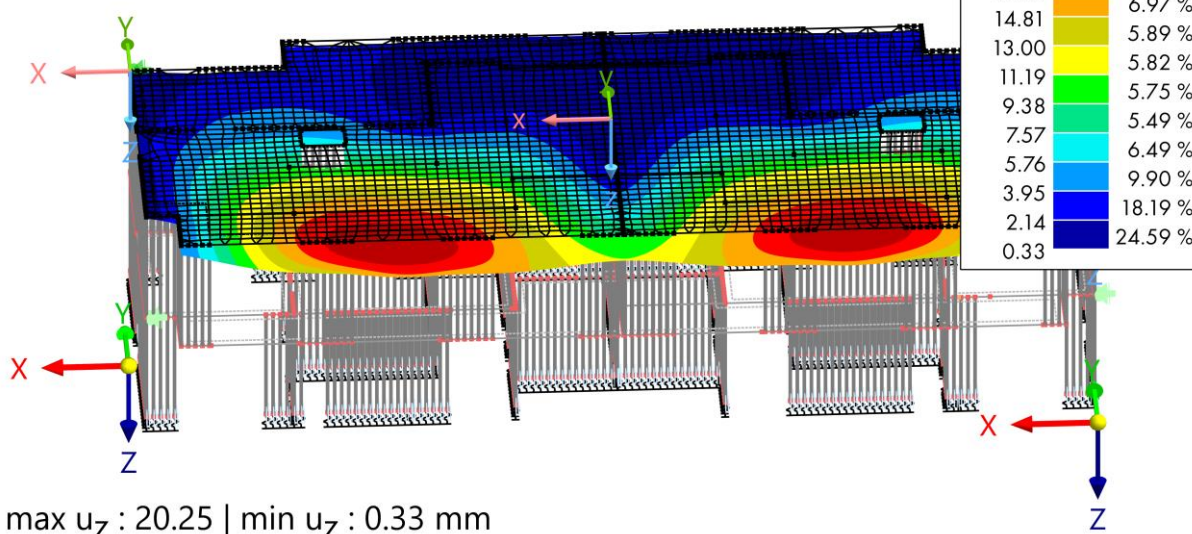 6.97 %
14.81
5.89 %
13.00
5.82 %
11.19
5.75 %
9.38
5.49 %
7.57
6.49 %
5.76
9.90 %
3.95
18.19 %
2.14
24.59 %
0.33
Y
X
Z
Y
X
Z
Y
X
Z
Z
Y
X
Z
max uZ : 20.25 | min uZ : 0.33 mm